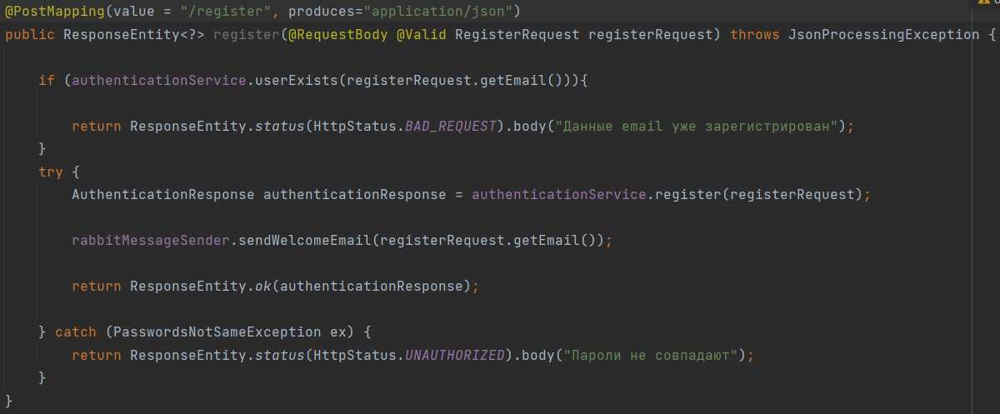 @PostMapping(value = "/register", produces="application/json")
public ResponseEntity<?> register(@RequestBody @Valid RegisterRequest registerRequest) throws JsonProcessingException {
if (authenticationService.userExists(registerRequest.getEmail())){
return ResponseEntity.status(HttpStatus.BAD_REQUEST).body("Данные email уже зарегистрирован");
}
try {
AuthenticationResponse authenticationResponse = authenticationService.register(registerRequest);
rabbitMessageSender.sendWelcomeEmail(registerRequest.getEmail());
return ResponseEntity.ok(authenticationResponse);
} catch (PasswordsNotSameException ex) {
return ResponseEntity.status(HttpStatus.UNAUTHORIZED).body("Пароли не совпадают");
}
}